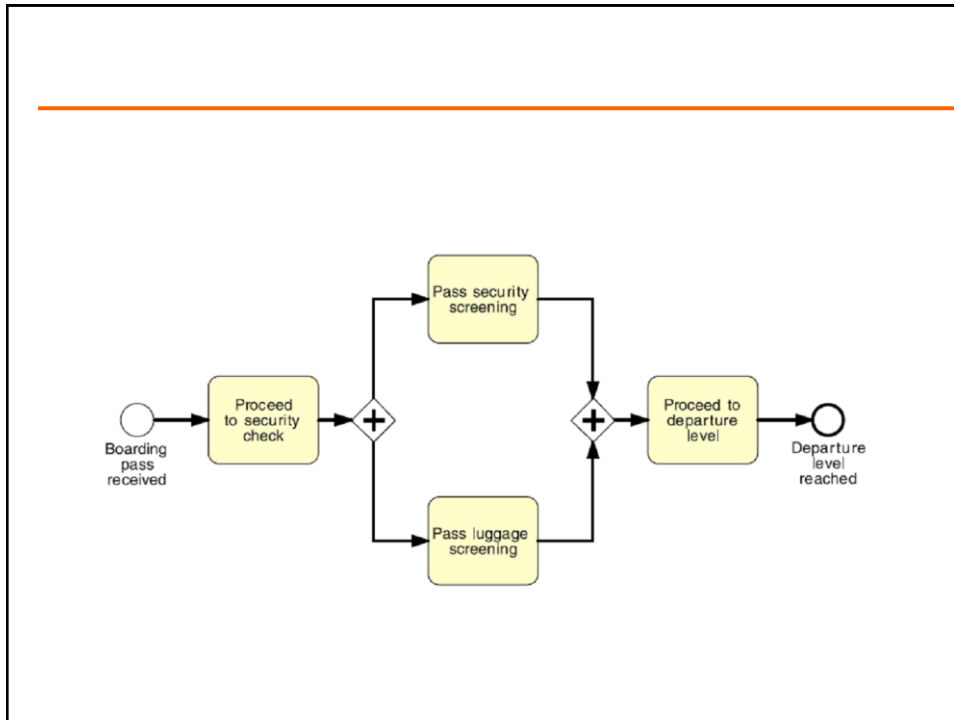 Pass security
screening
Proceed
to security
check
Proceed to
departure
level
Boarding
pass
received
Departure
level
reached
Pass luggage
screening